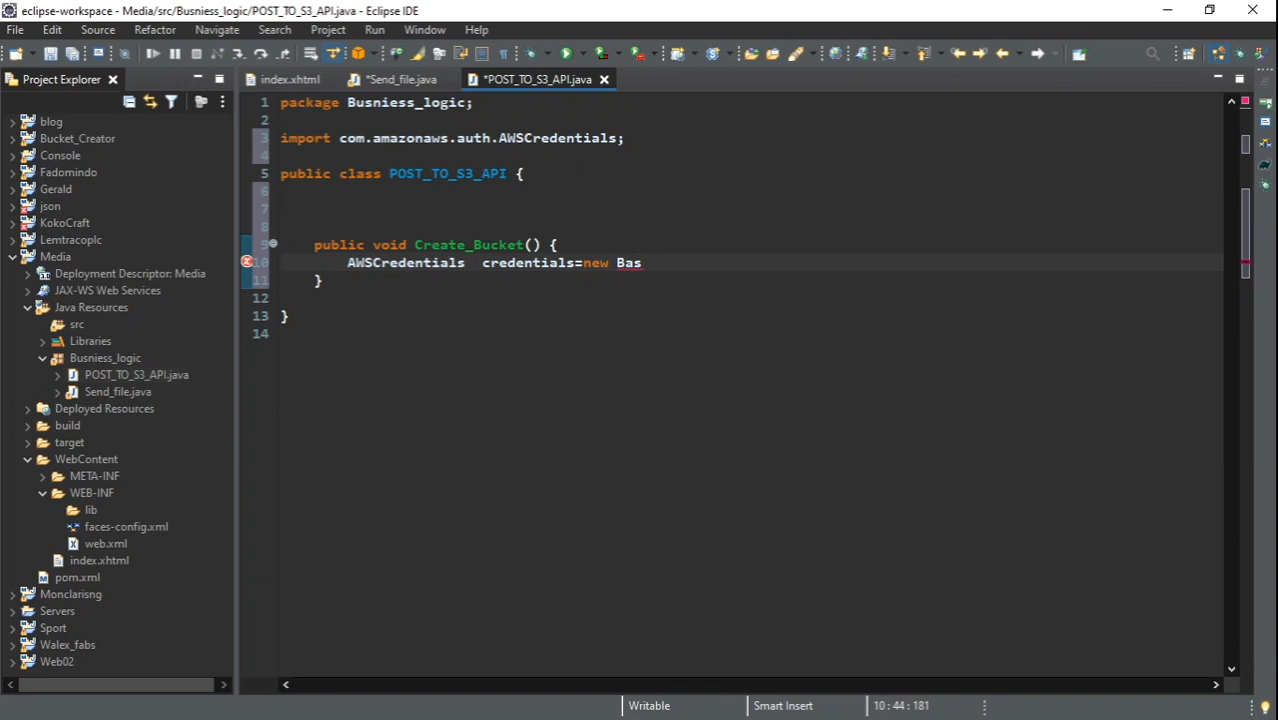 eclipse-workspace - Media/src/Busniess_logic/POST_TO_S3_API.java - Eclipse IDE
File Edit Source Refactor Navigate Search Project Run Window Help
Project Explorer
index.xhtml *Send_file.java *POST_TO_S3_API.java
blog
Bucket_Creator
Console
Fadomindo
Gerald
json
KokoCraft
Lemtracoplc
Media
Deployment Descriptor: Media
JAX-WS Web Services
Java Resources
src
Libraries
Busniess_logic
POST_TO_S3_API.java
Send_file.java
Deployed Resources
build
target
WebContent
META-INF
WEB-INF
lib
faces-config.xml
web.xml
index.xhtml
pom.xml
Monclarisng
Servers
Sport
Walex_fabs
Web02
1 package Busniess_logic;
2
3 import com.amazonaws.auth.AWSCredentials;
4
5 public class POST_TO_S3_API {
6
7
8
9 public void Create_Bucket() {
10 AWSCredentials credentials=new Bas
11 }
12
13 }
14
Writable Smart Insert 10 : 44 : 181